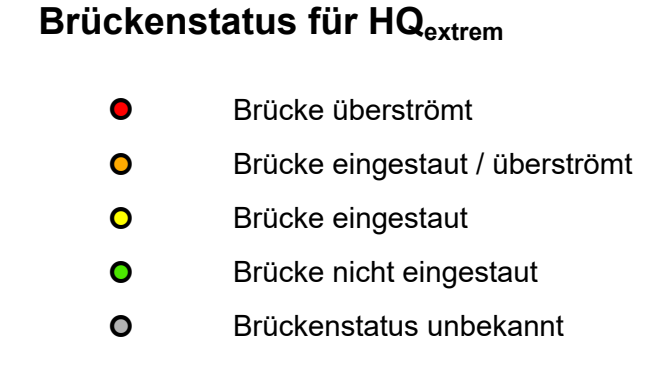 Brückenstatus für HQextrem
Brücke überströmt
Brücke eingestaut / überströmt
Brücke eingestaut
Brücke nicht eingestaut
Brückenstatus unbekannt